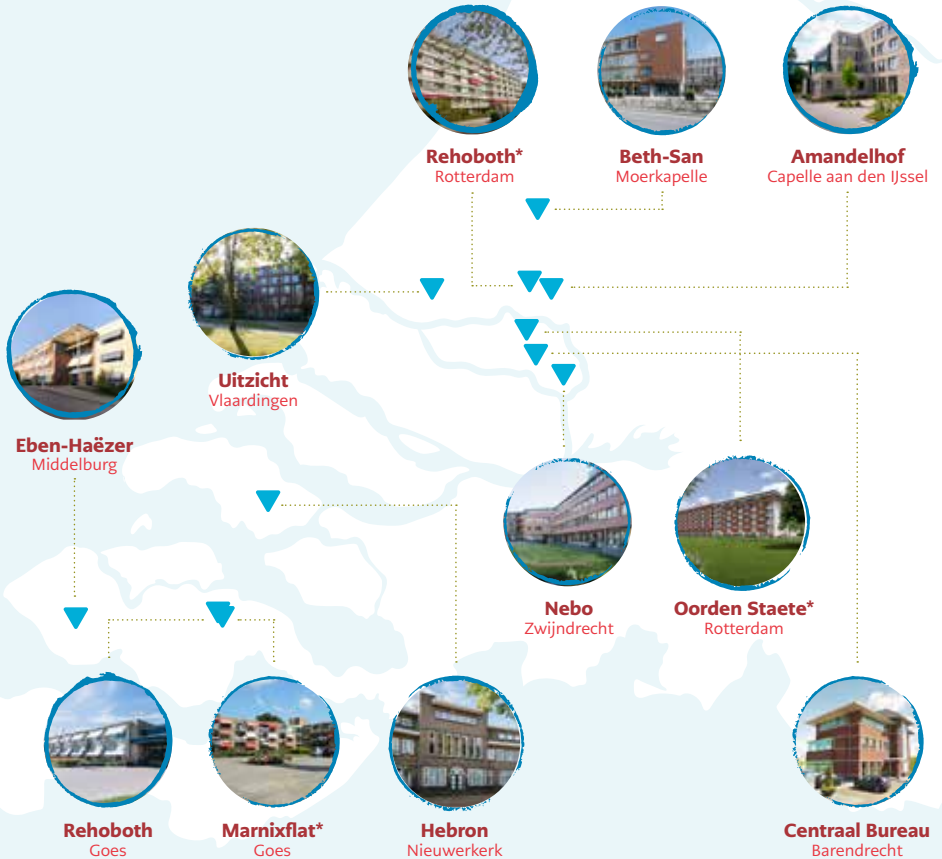 Rehoboth*
Rotterdam
Beth-San
Moerkapelle
Amandelhof
Capelle aan den IJssel
Uitzicht
Vlaardingen
Eben-Haëzer
Middelburg
Nebo
Zwijndrecht
Oorden Staete*
Rotterdam
Rehoboth
Goes
Marnixflat*
Goes
Hebron
Nieuwerkerk
Centraal Bureau
Barendrecht